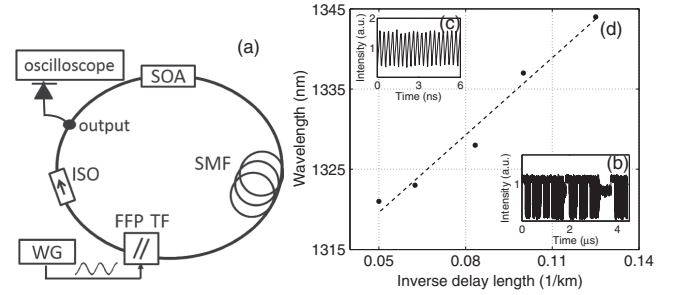 (a)
oscilloscope
SOA
output
ISO
SMF
FFP TF
WG
Wavelength (nm)
1345
1335
1325
1315
0.05
0.08
0.11
0.14
Inverse delay length (1/km)
(d)
(c)
Intensity (a.u.)
2
1
0
3
6
Time (ns)
(b)
Intensity (a.u.)
1
0
2
4
Time (µs)